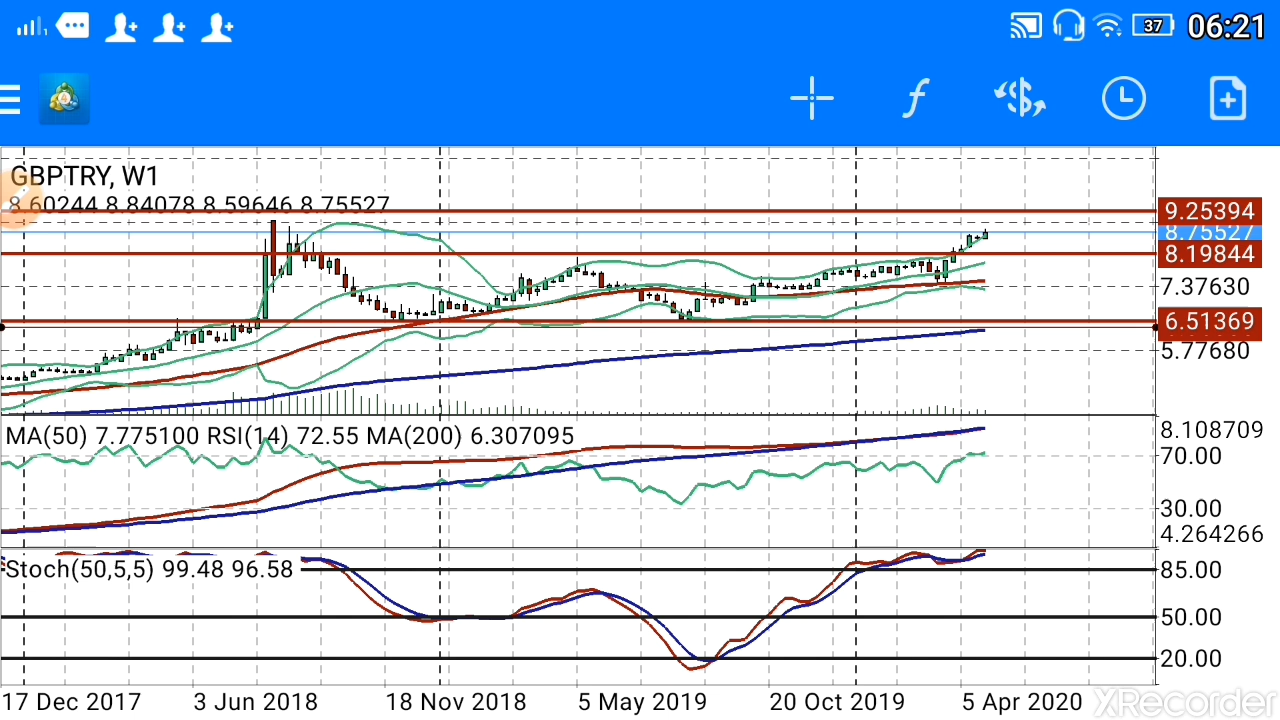 37 06:21
f
GBPTRY, W1
8.60244 8.84078 8.59646 8.75527
9.25394
8.75527
8.19844
7.37630
6.51369
5.77680
MA(50) 7.775100 RSI(14) 72.55 MA(200) 6.307095
8.108709
70.00
30.00
4.264266
Stoch(50,5,5) 99.48 96.58
85.00
50.00
20.00
17 Dec 2017 3 Jun 2018 18 Nov 2018 5 May 2019 20 Oct 2019 5 Apr 2020
XRecorder